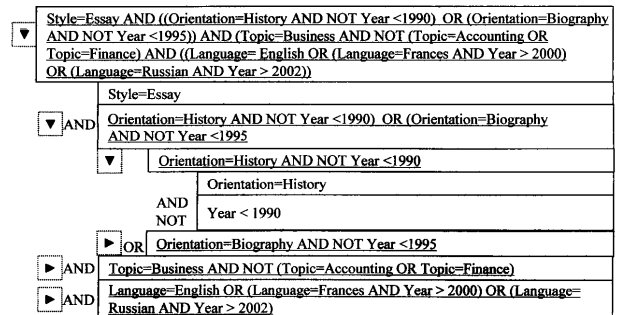 Style=Essay AND ((Orientation=History AND NOT Year <1990) OR (Orientation=Biography
AND NOT Year <1995)) AND (Topic=Business AND NOT (Topic=Accounting OR
Topic=Finance) AND ((Language= English OR (Language=Frances AND Year > 2000)
OR (Language=Russian AND Year > 2002))
Style=Essay
AND Orientation=History AND NOT Year <1990) OR (Orientation=Biography
AND NOT Year <1995
Orientation=History AND NOT Year <1990
Orientation=History
AND
NOT Year < 1990
OR Orientation=Biography AND NOT Year <1995
AND Topic=Business AND NOT (Topic=Accounting OR Topic=Finance)
AND Language=English OR (Language=Frances AND Year > 2000) OR (Language=
Russian AND Year > 2002)